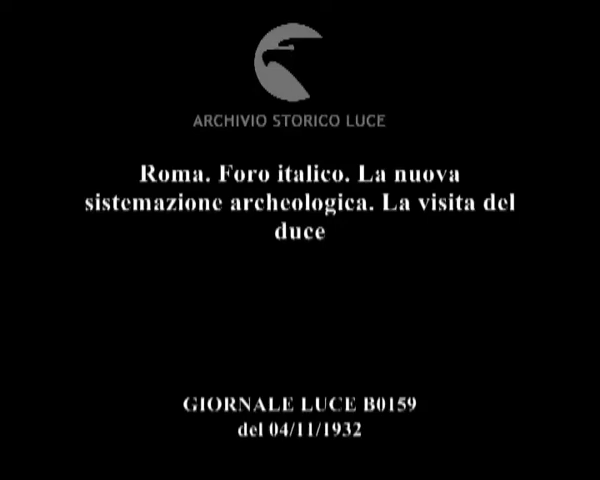 ARCHIVIO STORICO LUCE
Roma. Foro italico. La nuova
sistemazione archeologica. La visita del
duce
GIORNALE LUCE B0159
del 04/11/1932